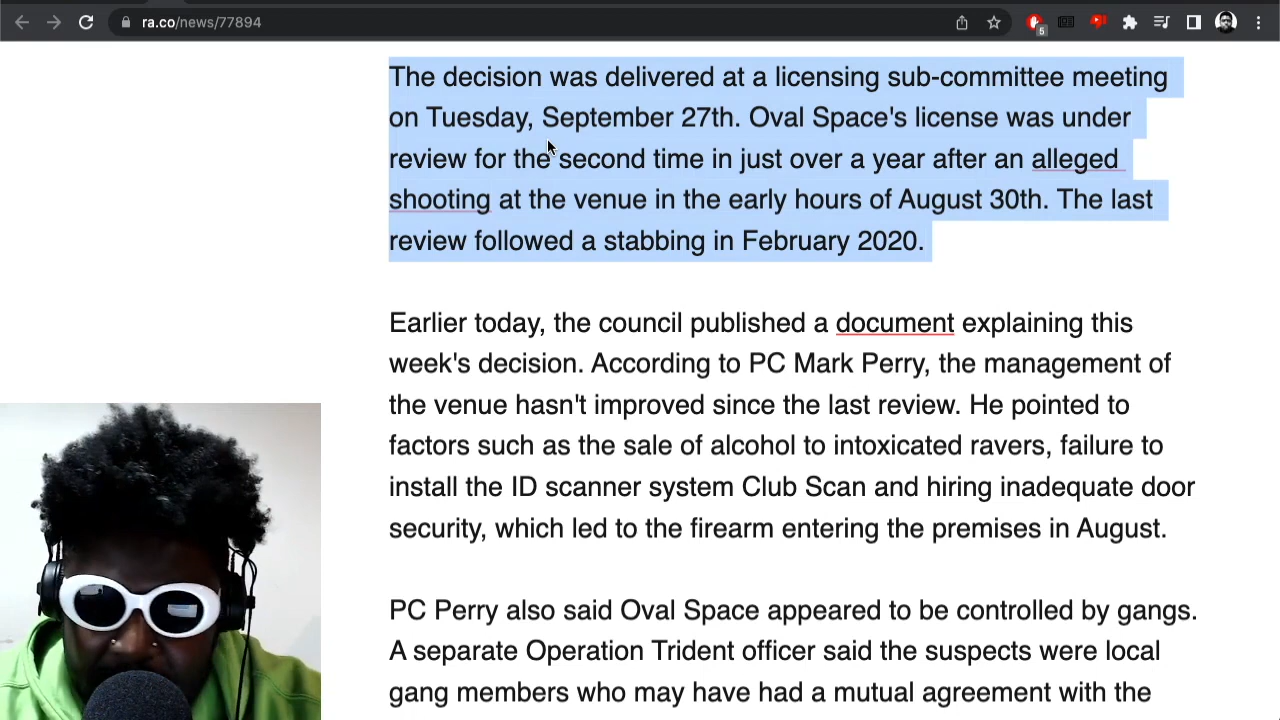 ra.co/news/77894
5
The decision was delivered at a licensing sub-committee meeting
on Tuesday, September 27th. Oval Space's license was under
review for the second time in just over a year after an alleged
shooting at the venue in the early hours of August 30th. The last
review followed a stabbing in February 2020.
Earlier today, the council published a document explaining this
week's decision. According to PC Mark Perry, the management of
the venue hasn't improved since the last review. He pointed to
factors such as the sale of alcohol to intoxicated ravers, failure to
install the ID scanner system Club Scan and hiring inadequate door
security, which led to the firearm entering the premises in August.
PC Perry also said Oval Space appeared to be controlled by gangs.
A separate Operation Trident officer said the suspects were local
gang members who may have had a mutual agreement with the